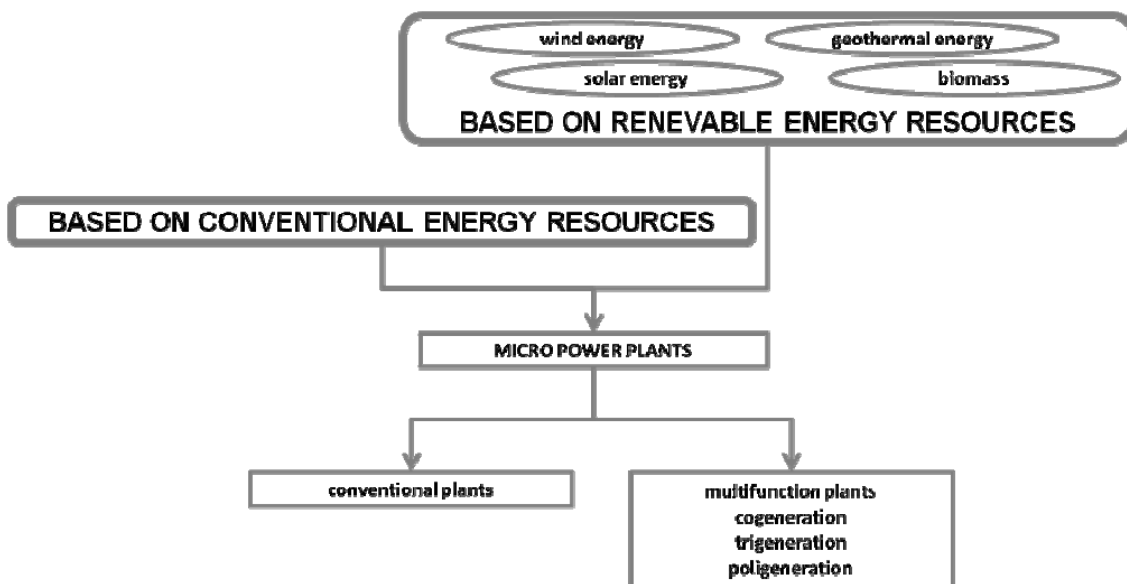 wind energy
geothermal energy
solar energy
biomass
BASED ON RENEVABLE ENERGY RESOURCES
BASED ON CONVENTIONAL ENERGY RESOURCES
MICRO POWER PLANTS
conventional plants
multifunction plants
cogeneration
trigeneration
poligeneration